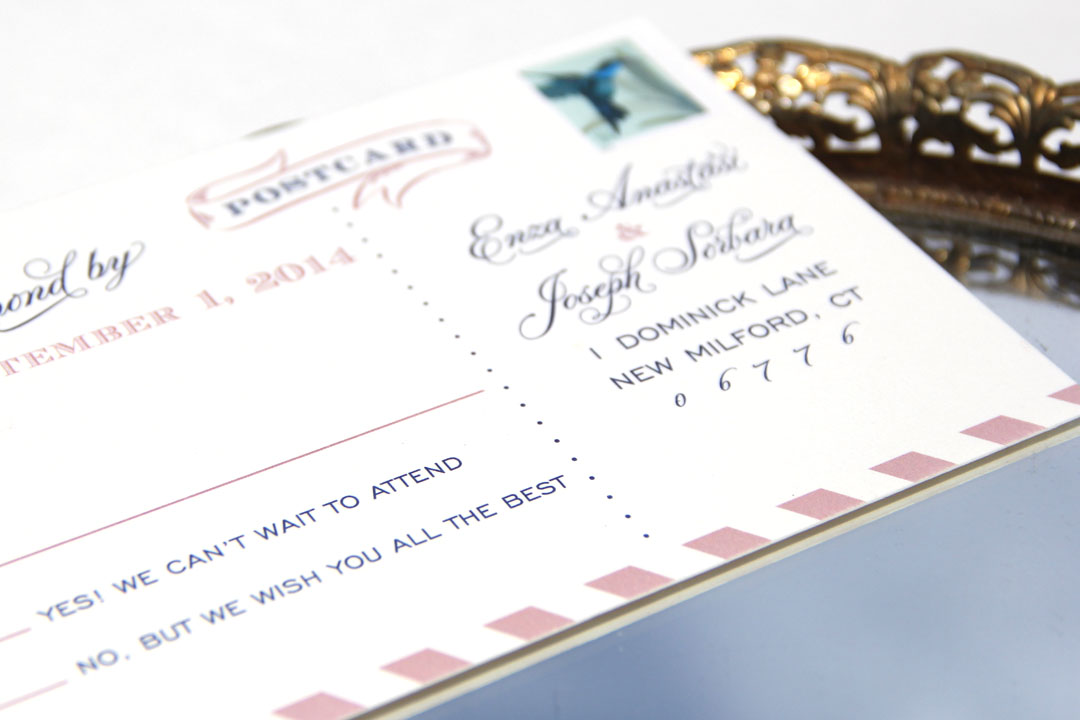 POSTCARD
pond by
TEMBER 1, 2014
YES! WE CAN'T WAIT TO ATTEND
NO, BUT WE WISH YOU ALL THE BEST
Enza Anastasi
&
Joseph Sorbara
1 DOMINICK LANE
NEW MILFORD, CT
06776